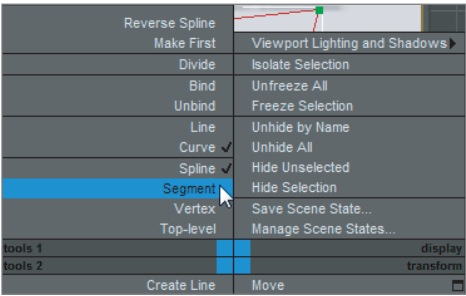 Reverse Spline
Make First
Viewport Lighting and Shadows
Divide
Isolate Selection
Bind
Unfreeze All
Unbind
Freeze Selection
Line
Unhide by Name
Curve
Unhide All
Spline
Hide Unselected
Segment
Hide Selection
Vertex
Save Scene State...
Top-level
Manage Scene States...
tools 1
display
tools 2
transform
Create Line
Move